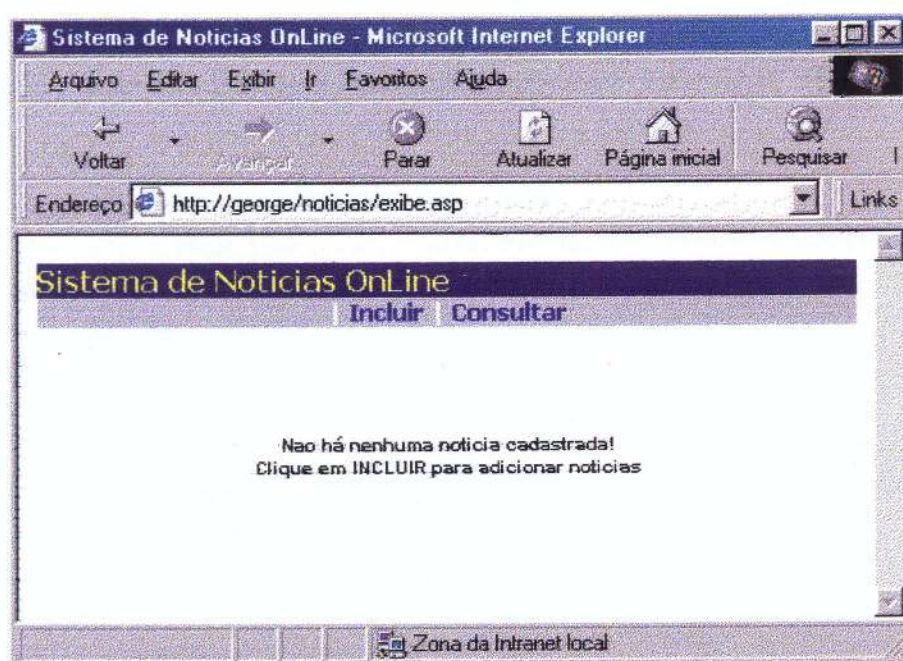 Sistema de Noticias OnLine - Microsoft Internet Explorer
Arquivo Editar Exibir Ir Favoritos Ajuda
Voltar Avançar Parar Atualizar Página inicial Pesquisar
Endereço http://george/noticias/exibe.asp Links
Sistema de Noticias OnLine
Incluir Consultar
Nao há nenhuma noticia cadastrada!
Clique em INCLUIR para adicionar noticias
Zona da Intranet local